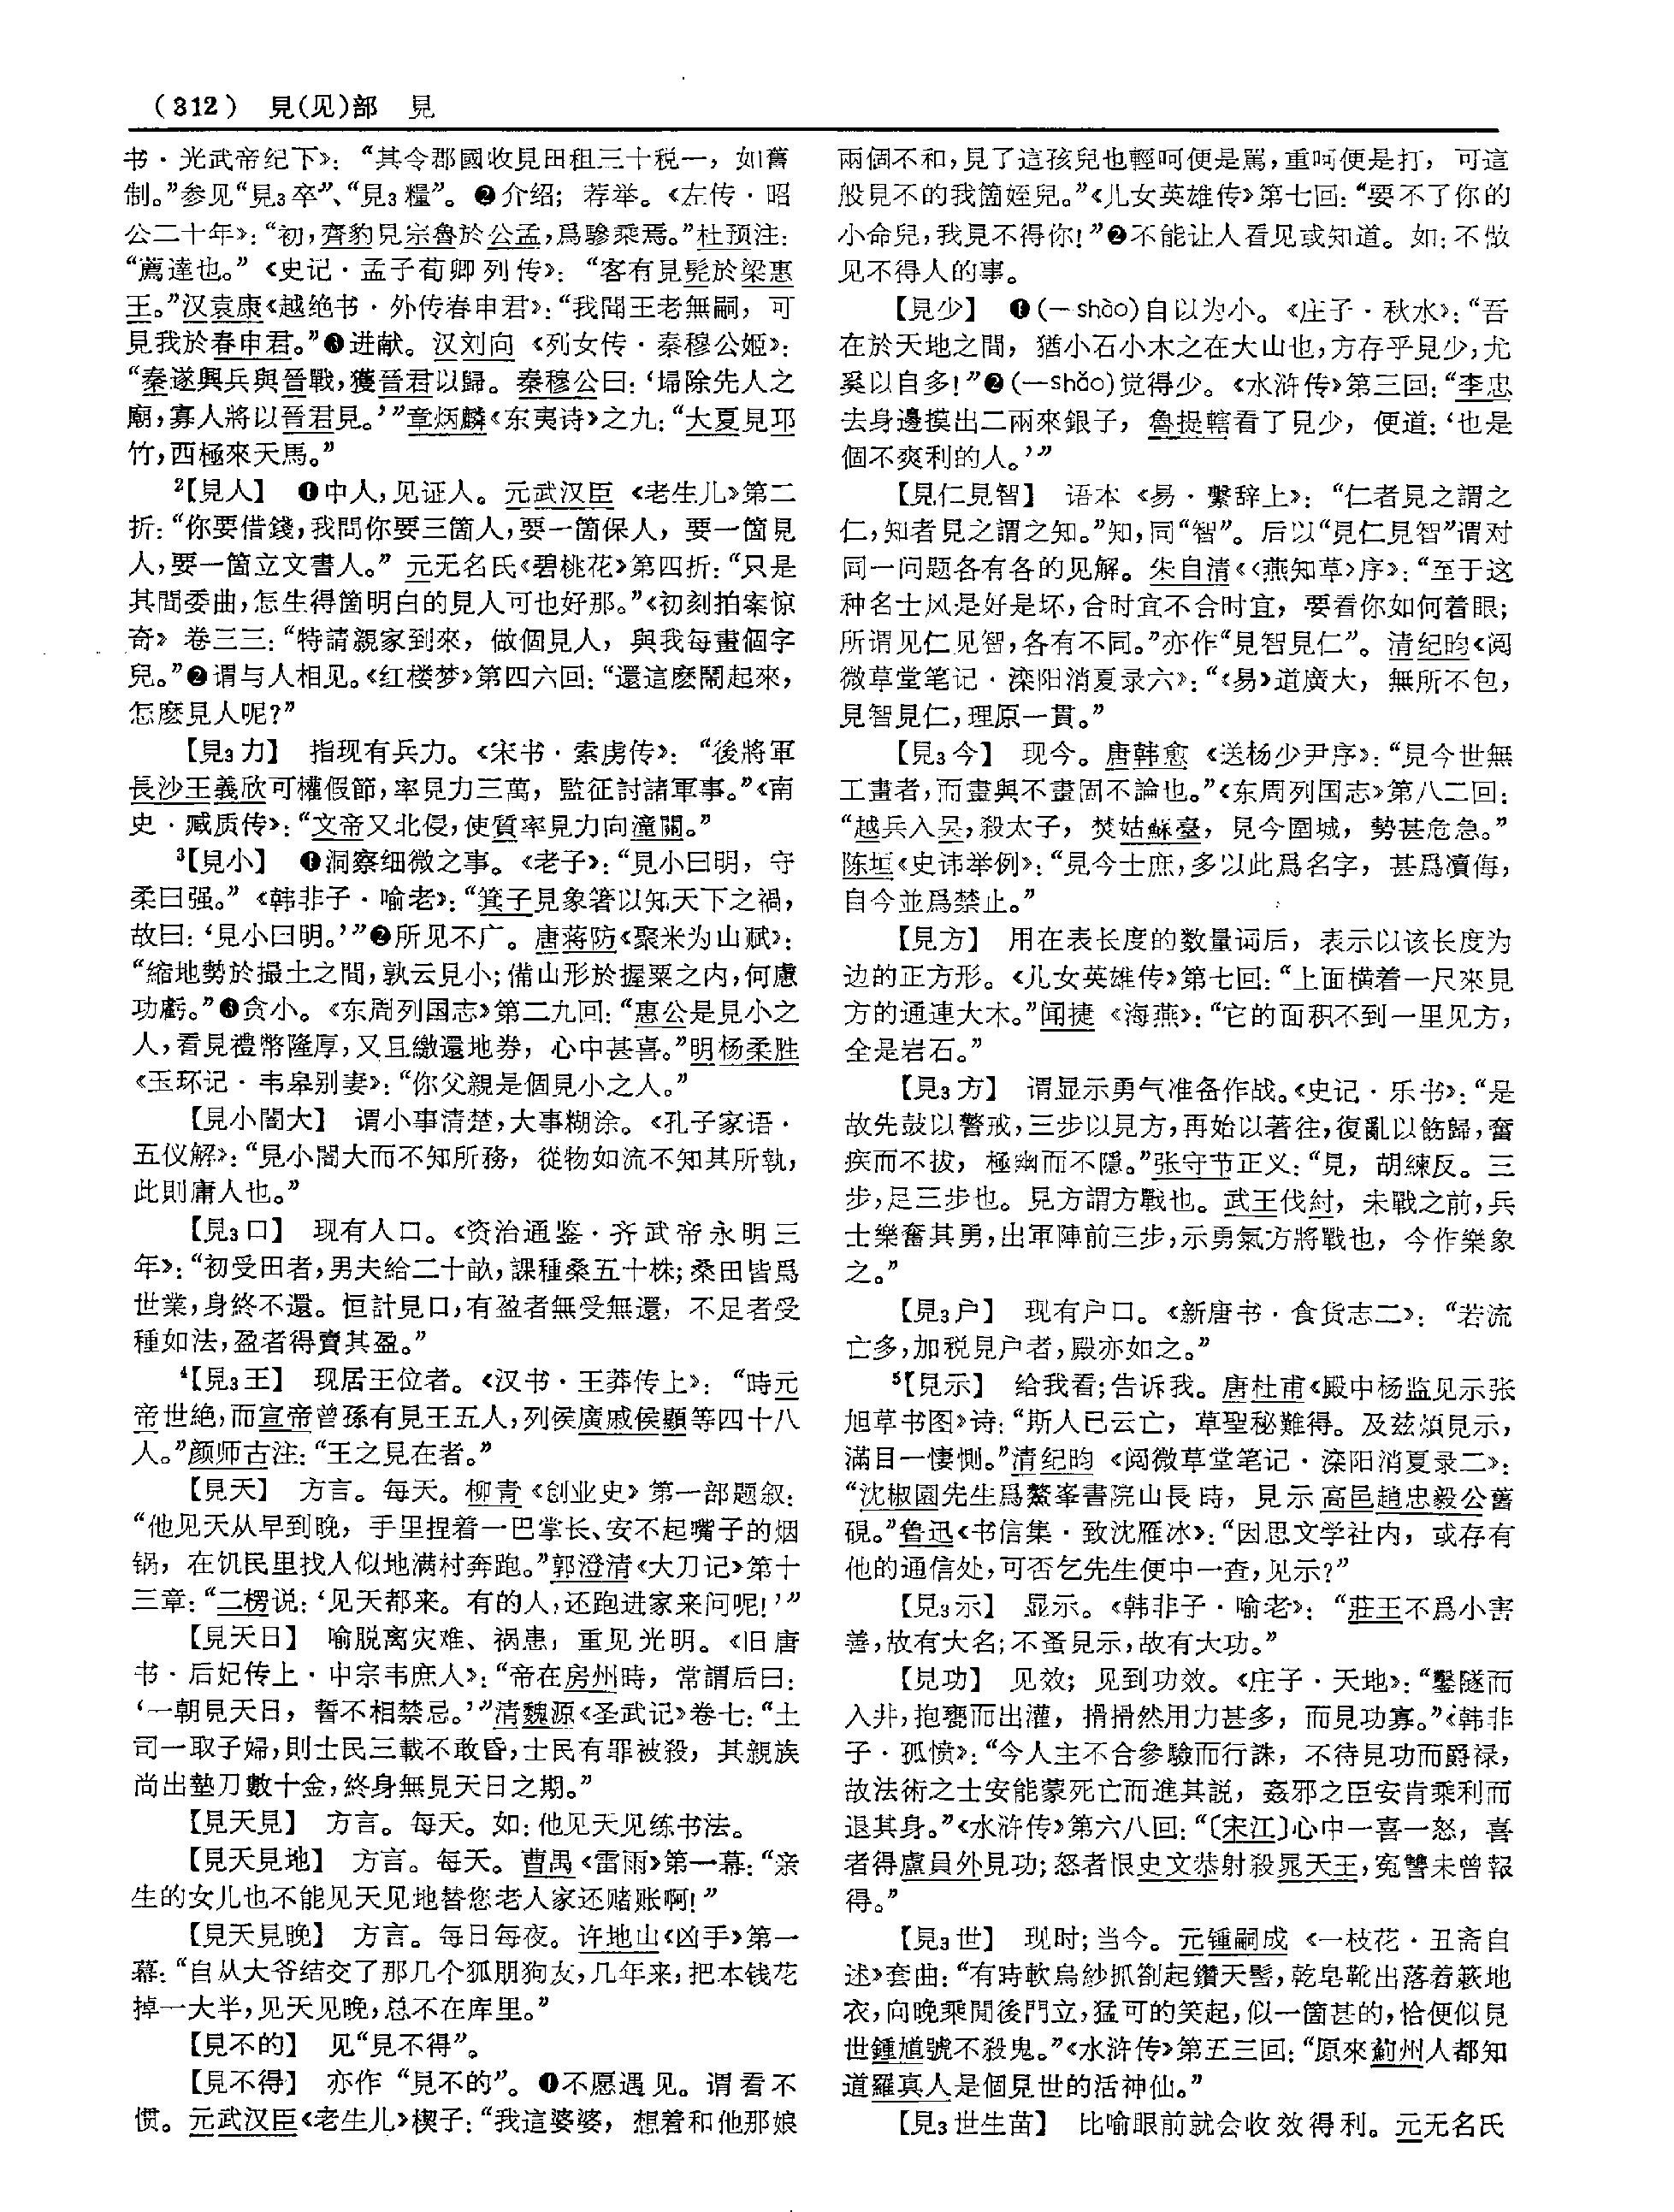 (312) 見(见)部 見
书·光武帝纪下》：“其令郡國收見田租三十税一，如舊
制。”参见“見3卒”、“見3糧”。❷介绍；荐举。《左传·昭
公二十年》：“初，齊豹見宗魯於公孟，爲驂乘焉。”杜预注：
“薦達也。”《史记·孟子荀卿列传》：“客有見髡於梁惠
王。”汉袁康《越绝书·外传春申君》：“我聞王老無嗣，可
見我於春申君。”❸进献。汉刘向《列女传·秦穆公姬》：
“秦遂興兵與晉戰，獲晉君以歸。秦穆公曰：‘埽除先人之
廟，寡人將以晉君見。’”章炳麟《东夷诗》之九：“大夏見邛
竹，西極來天馬。”
2【見人】 ❶中人，见证人。元武汉臣《老生儿》第二
折：“你要借錢，我問你要三箇人，要一箇保人，要一箇見
人，要一箇立文書人。”元无名氏《碧桃花》第四折：“只是
其間委曲，怎生得箇明白的見人可也好那。”《初刻拍案惊
奇》卷三三：“特請親家到來，做個見人，與我每畫個字
兒。”❷谓与人相见。《红楼梦》第四六回：“還這麽鬧起來，
怎麽見人呢？”
【見3力】 指现有兵力。《宋书·索虏传》：“後將軍
長沙王義欣可權假節，率見力三萬，監征討諸軍事。”《南
史·臧质传》：“文帝又北侵，使質率見力向潼關。”
3【見小】 ❶洞察细微之事。《老子》：“見小曰明，守
柔曰强。”《韩非子·喻老》：“箕子見象箸以知天下之禍，
故曰：‘見小曰明。’”❷所见不广。唐蒋防《聚米为山赋》：
“縮地勢於撮土之間，孰云見小；備山形於握粟之内，何慮
功虧。”❸贪小。《东周列国志》第二九回：“惠公是見小之
人，看見禮幣隆厚，又且繳還地券，心中甚喜。”明杨柔胜
《玉环记·韦皋别妻》：“你父親是個見小之人。”
【見小闇大】 谓小事清楚，大事糊涂。《孔子家语·
五仪解》：“見小闇大而不知所務，從物如流不知其所執，
此則庸人也。”
【見3口】 现有人口。《资治通鉴·齐武帝永明三
年》：“初受田者，男夫給二十畝，課種桑五十株；桑田皆爲
世業，身終不還。恒計見口，有盈者無受無還，不足者受
種如法，盈者得賣其盈。”
4【見3王】 现居王位者。《汉书·王莽传上》：“時元
帝世絶，而宣帝曾孫有見王五人，列侯廣戚侯顯等四十八
人。”颜师古注：“王之見在者。”
【見天】 方言。每天。柳青《创业史》第一部题叙：
“他见天从早到晚，手里捏着一巴掌长、安不起嘴子的烟
锅，在饥民里找人似地满村奔跑。”郭澄清《大刀记》第十
三章：“二楞说：‘见天都来。有的人，还跑进家来问呢！’”
【見天日】 喻脱离灾难、祸患，重见光明。《旧唐
书·后妃传上·中宗韦庶人》：“帝在房州時，常謂后曰：
‘一朝見天日，誓不相禁忌。’”清魏源《圣武记》卷七：“土
司一取子婦，則士民三載不敢昏，士民有罪被殺，其親族
尚出墊刀數十金，終身無見天日之期。”
【見天見】 方言。每天。如：他见天见练书法。
【見天見地】 方言。每天。曹禺《雷雨》第一幕：“亲
生的女儿也不能见天见地替您老人家还赌账啊！”
【見天見晚】 方言。每日每夜。许地山《凶手》第一
幕：“自从大爷结交了那几个狐朋狗友，几年来，把本钱花
掉一大半，见天见晚，总不在库里。”
【見不的】 见“見不得”。
【見不得】 亦作“見不的”。❶不愿遇见。谓看不
惯。元武汉臣《老生儿》楔子：“我這婆婆，想着和他那娘
兩個不和，見了這孩兒也輕呵便是駡，重呵便是打，可這
般見不的我箇姪兒。”《儿女英雄传》第七回：“要不了你的
小命兒，我見不得你！”❷不能让人看见或知道。如：不做
见不得人的事。
【見少】 ❶(—shǎo)自以为小。《庄子·秋水》：“吾
在於天地之間，猶小石小木之在大山也，方存乎見少，尤
奚以自多！”❷(—shǎo)觉得少。《水浒传》第三回：“李忠
去身邊摸出二兩來銀子，魯提轄看了見少，便道：‘也是
個不爽利的人。’”
【見仁見智】 语本《易·繫辞上》：“仁者見之謂之
仁，知者見之謂之知。”知，同“智”。后以“見仁見智”谓对
同一问题各有各的见解。朱自清《〈燕知草〉序》：“至于这
种名士风是好是坏，合时宜不合时宜，要看你如何着眼；
所谓见仁见智，各有不同。”亦作“見智見仁”。清纪昀《阅
微草堂笔记·滦阳消夏录六》：“《易》道廣大，無所不包，
見智見仁，理原一貫。”
【見3今】 现今。唐韩愈《送杨少尹序》：“見今世無
工畫者，而畫與不畫固不論也。”《东周列国志》第八二回：
“越兵入吴，殺太子，焚姑蘇臺，見今圍城，勢甚危急。”
陈垣《史讳举例》：“見今士庶，多以此爲名字，甚爲瀆侮，
自今並爲禁止。”
【見方】 用在表长度的数量词后，表示以该长度为
边的正方形。《儿女英雄传》第七回：“上面横着一尺來見
方的通連大木。”闻捷《海燕》：“它的面积不到一里见方，
全是岩石。”
【見3方】 谓显示勇气准备作战。《史记·乐书》：“是
故先鼓以警戒，三步以見方，再始以著往，復亂以飭歸，奮
疾而不拔，極幽而不隱。”张守节正义：“見，胡練反。三
步，足三步也。見方謂方戰也。武王伐紂，未戰之前，兵
士樂奮其勇，出軍陣前三步，示勇氣方將戰也，今作樂象
之。”
【見3户】 现有户口。《新唐书·食货志二》：“若流
亡多，加税見户者，殿亦如之。”
5【見示】 给我看；告诉我。唐杜甫《殿中杨监见示张
旭草书图》诗：“斯人已云亡，草聖秘難得。及兹煩見示，
滿目一悽惻。”清纪昀《阅微草堂笔记·滦阳消夏录二》：
“沈椒園先生爲鰲峯書院山長時，見示高邑趙忠毅公舊
硯。”鲁迅《书信集·致沈雁冰》：“因思文学社内，或存有
他的通信处，可否乞先生便中一查，见示？”
【見3示】 显示。《韩非子·喻老》：“莊王不爲小害
善，故有大名；不蚤見示，故有大功。”
【見功】 见效；见到功效。《庄子·天地》：“鑿隧而
入井，抱甕而出灌，搰搰然用力甚多，而見功寡。”《韩非
子·孤愤》：“今人主不合參驗而行誅，不待見功而爵禄，
故法術之士安能蒙死亡而進其説，姦邪之臣安肯乘利而
退其身。”《水浒传》第六八回：“〔宋江〕心中一喜一怒，喜
者得盧員外見功；怒者恨史文恭射殺晁天王，冤讐未曾報
得。”
【見3世】 现时；当今。元锺嗣成《一枝花·丑斋自
述》套曲：“有時軟烏紗抓劄起鑽天髻，乾皂靴出落着簌地
衣，向晚乘閒後門立，猛可的笑起，似一箇甚的，恰便似見
世鍾馗號不殺鬼。”《水浒传》第五三回：“原來薊州人都知
道羅真人是個見世的活神仙。”
【見3世生苗】 比喻眼前就会收效得利。元无名氏